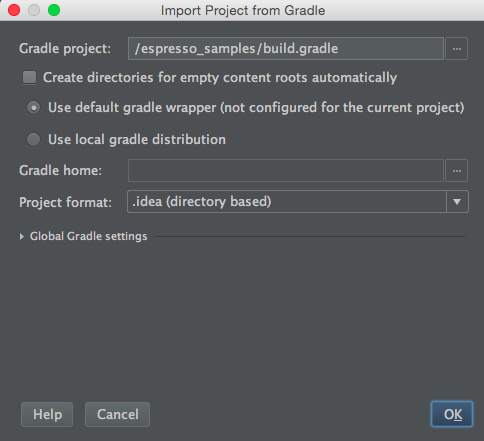 Import Project from Gradle
Gradle project: /espresso_samples/build.gradle ...
Create directories for empty content roots automatically
Use default gradle wrapper (not configured for the current project)
Use local gradle distribution
Gradle home: ...
Project format: .idea (directory based)
Global Gradle settings
Help Cancel OK